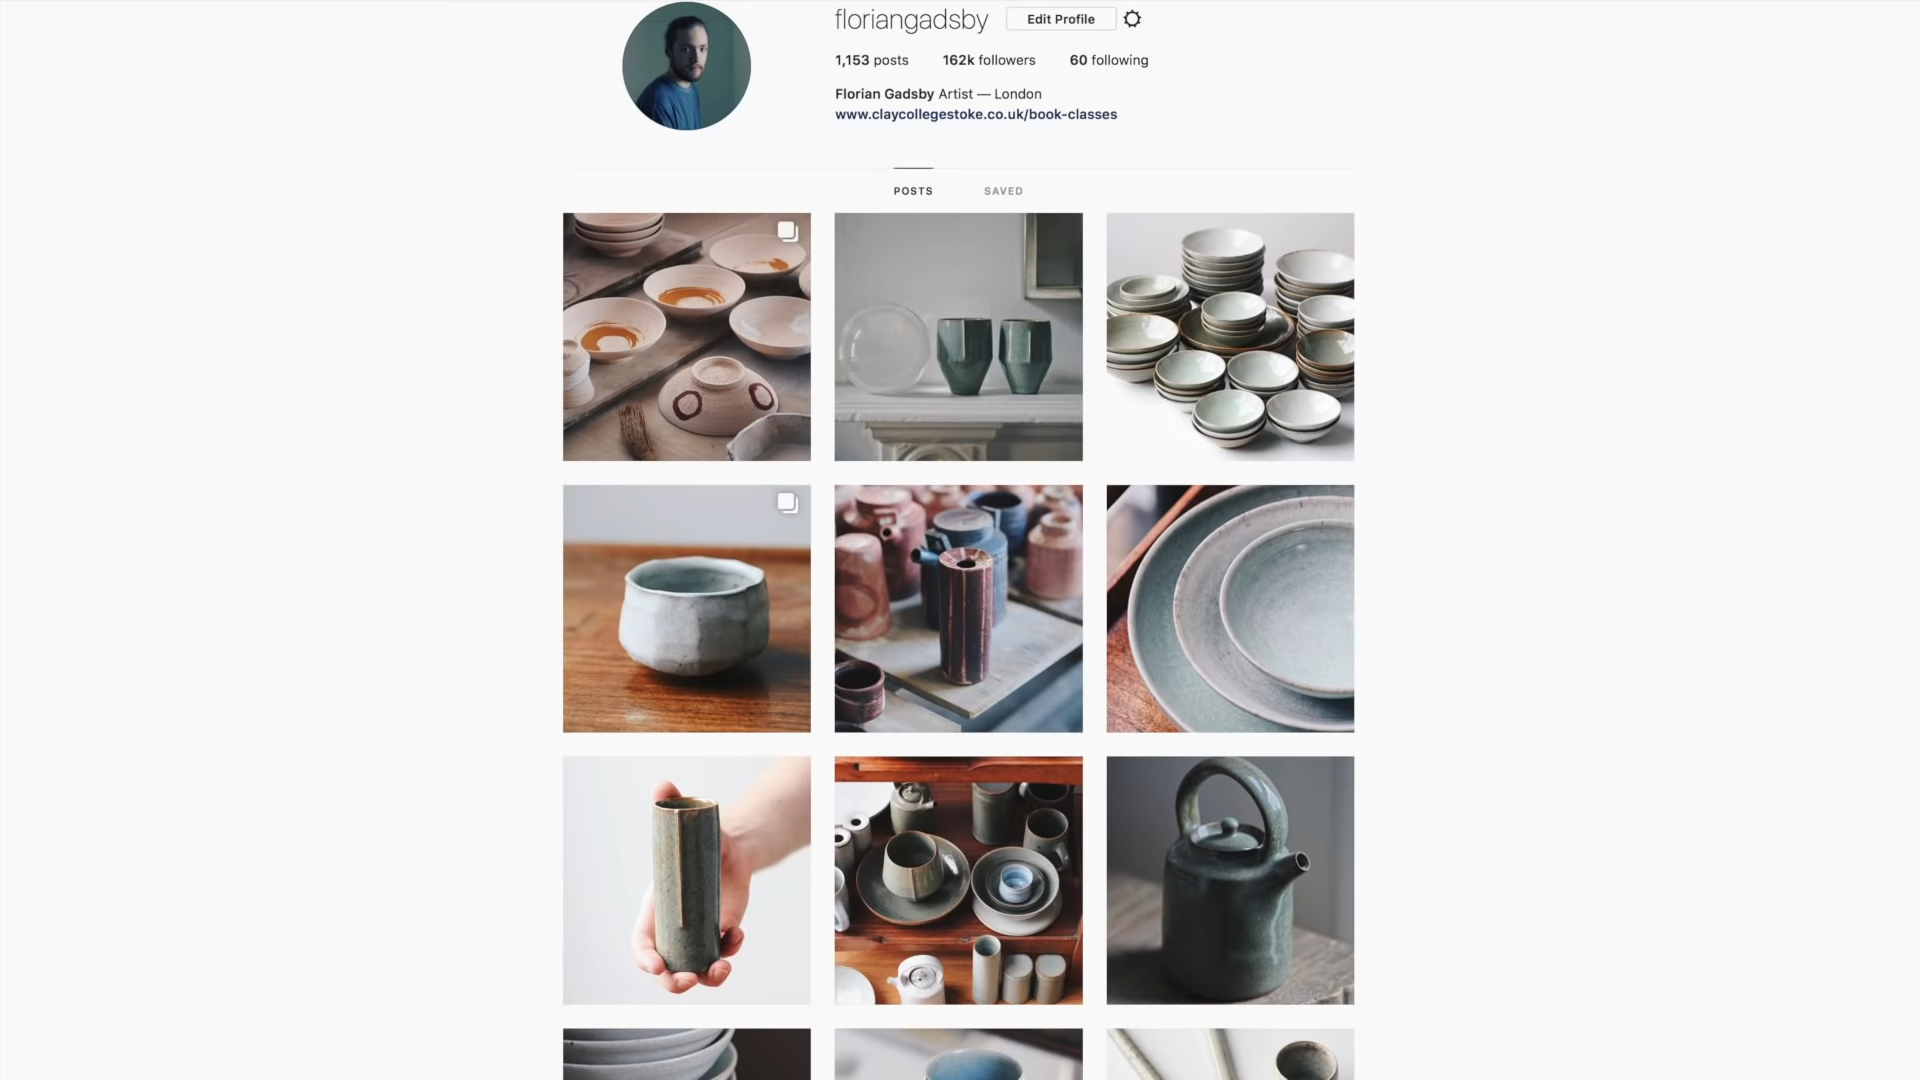 floriangadsby Edit Profile
1,153 posts 162k followers 60 following
Florian Gadsby Artist — London
www.claycollegestoke.co.uk/book-classes
POSTS SAVED